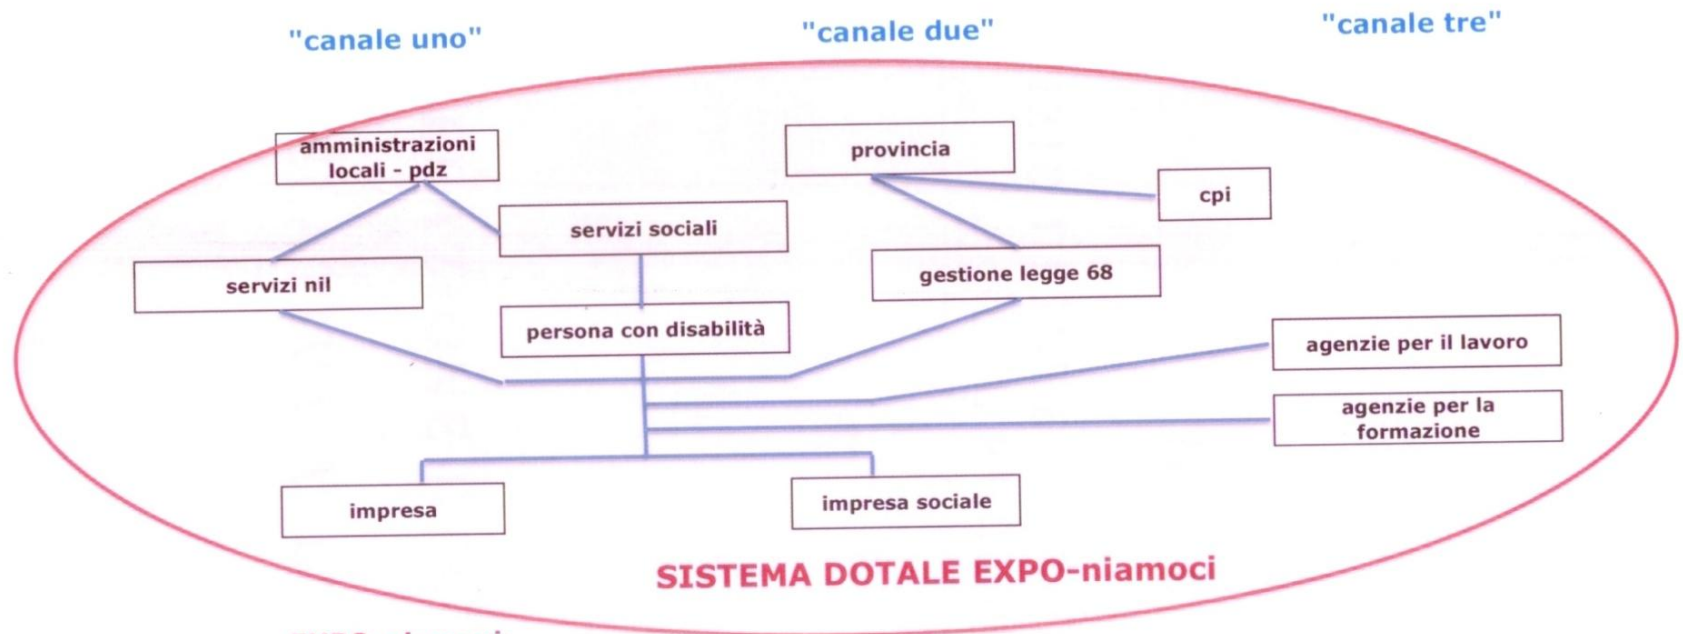 "canale uno"
"canale due"
"canale tre"
amministrazioni
locali - pdz
provincia
cpi
servizi sociali
servizi nil
gestione legge 68
persona con disabilità
agenzie per il lavoro
agenzie per la
formazione
impresa
impresa sociale
SISTEMA DOTALE EXPO-niamoci